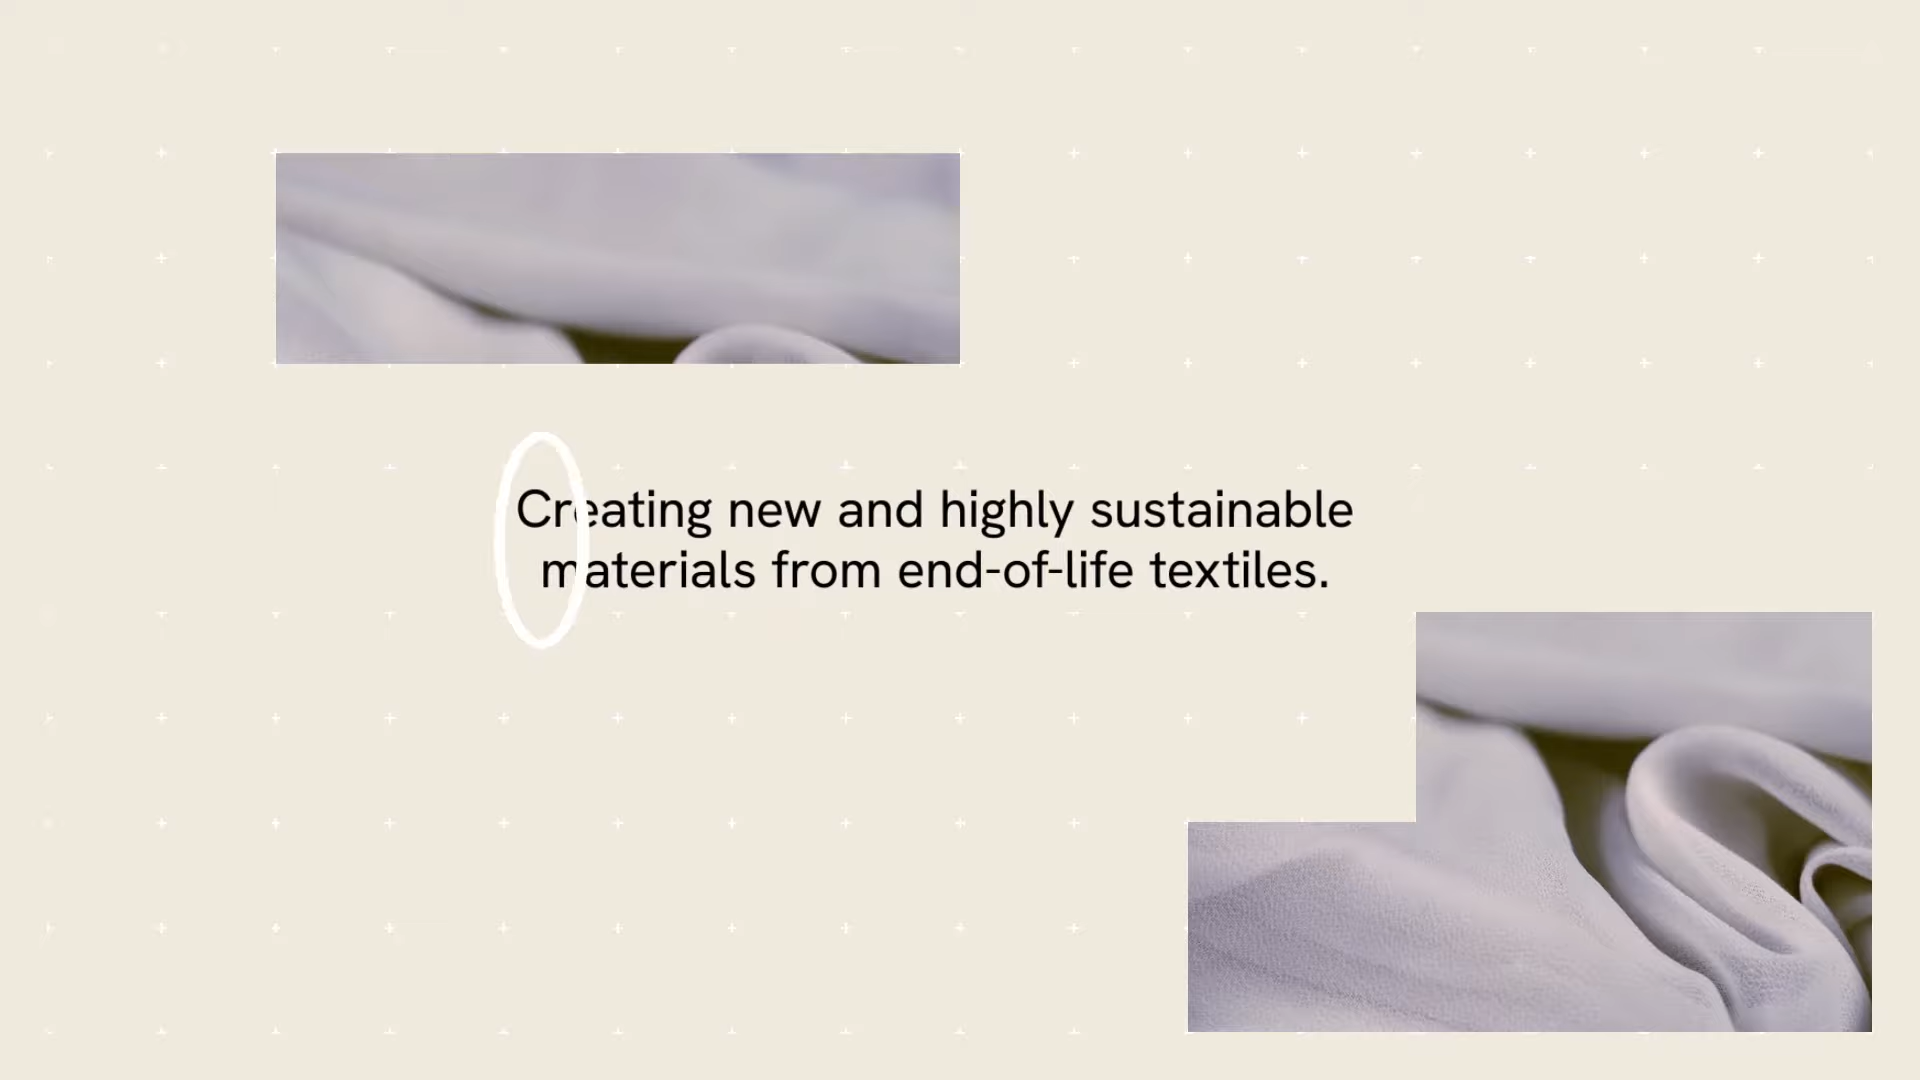 Creating new and highly sustainable
materials from end-of-life textiles.